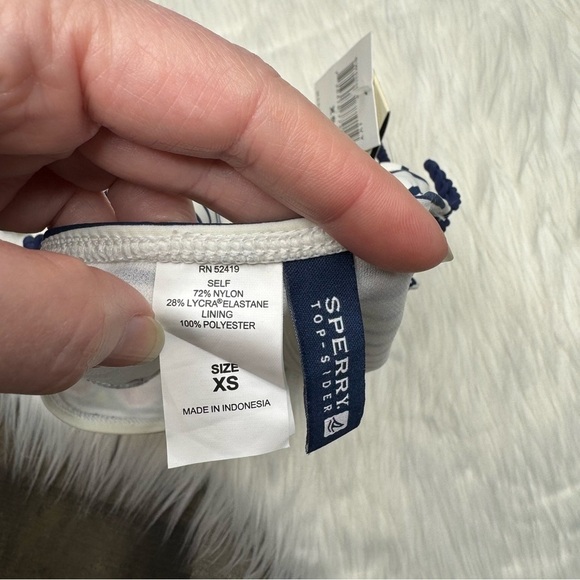 RN 52419
SELF
72% NYLON
28% LYCRA® ELASTANE
LINING
100% POLYESTER
SIZE
XS
MADE IN INDONESIA
SPERRY
TOP-SIDER